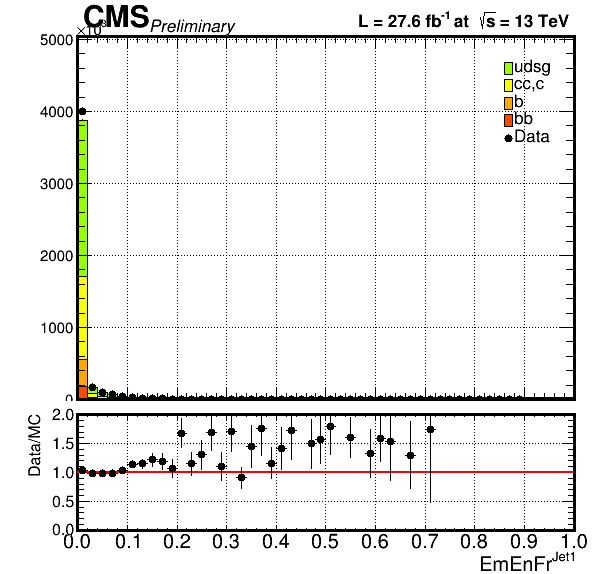 CMS Preliminary L = 27.6 fb⁻¹ at √s = 13 TeV
×10³
5000
4000
3000
2000
1000
0
udsg
cc,c
b
bb
Data
Data/MC
2.0
1.5
1.0
0.5
0.0
0.0 0.1 0.2 0.3 0.4 0.5 0.6 0.7 0.8 0.9 1.0
EmEnFr^Jet1